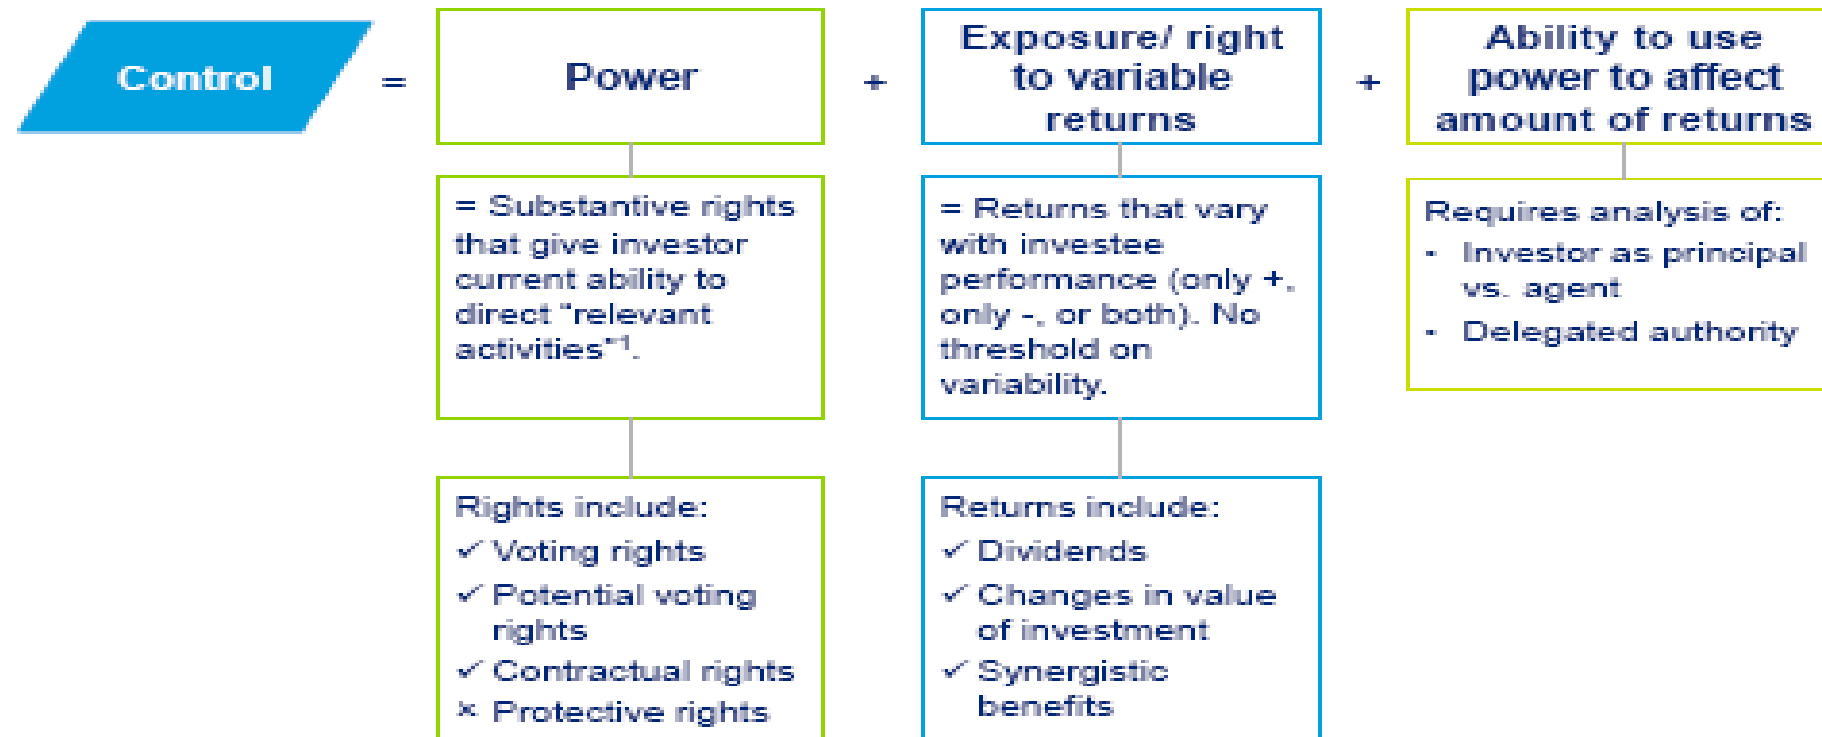 Control
=
Power
+
Exposure/ right
to variable
returns
+
Ability to use
power to affect
amount of returns
= Substantive rights
that give investor
current ability to
direct "relevant
activities"¹.
= Returns that vary
with investee
performance (only +,
only -, or both). No
threshold on
variability.
Requires analysis of:
• Investor as principal
vs. agent
• Delegated authority
Rights include:
✓ Voting rights
✓ Potential voting
rights
✓ Contractual rights
× Protective rights
Returns include:
✓ Dividends
✓ Changes in value
of investment
✓ Synergistic
benefits